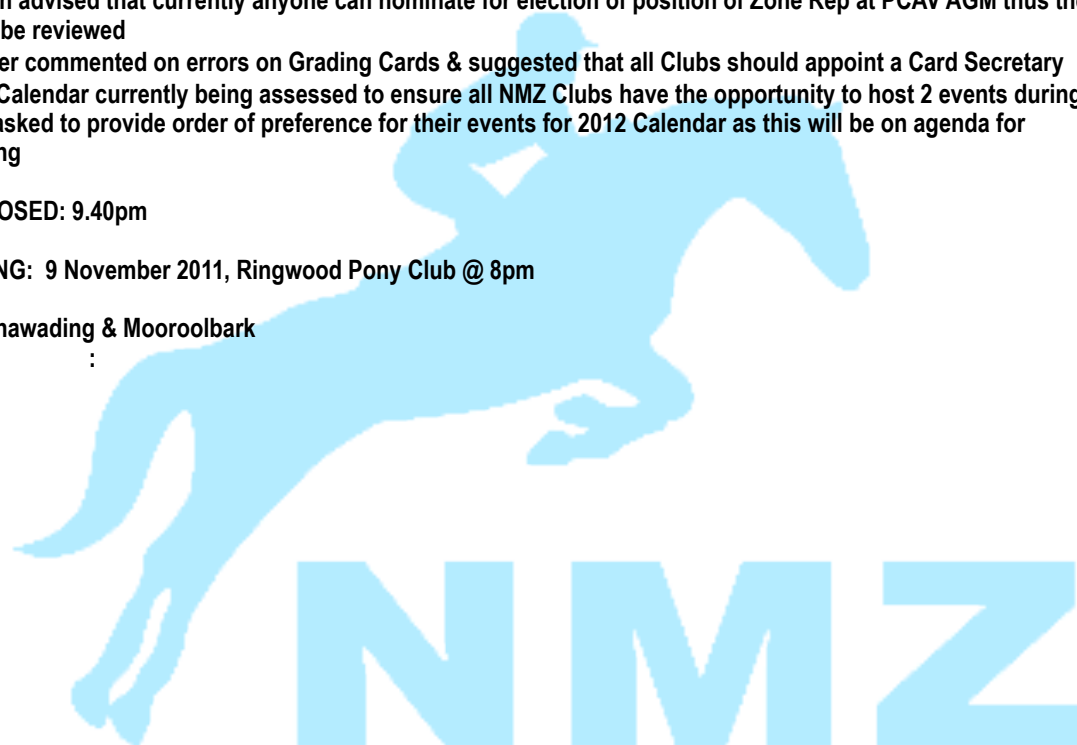 advised that currently anyone can nominate for election of position of Zone Rep at PCAV AGM thus
be reviewed
commented on errors on Grading Cards & suggested that all Clubs should appoint a Card Secretary
Calendar currently being assessed to ensure all NMZ Clubs have the opportunity to host 2 events during
asked to provide order of preference for their events for 2012 Calendar as this will be on agenda for
OSED: 9.40pm
NG: 9 November 2011, Ringwood Pony Club @ 8pm
nawading & Mooroolbark
:
NMZ